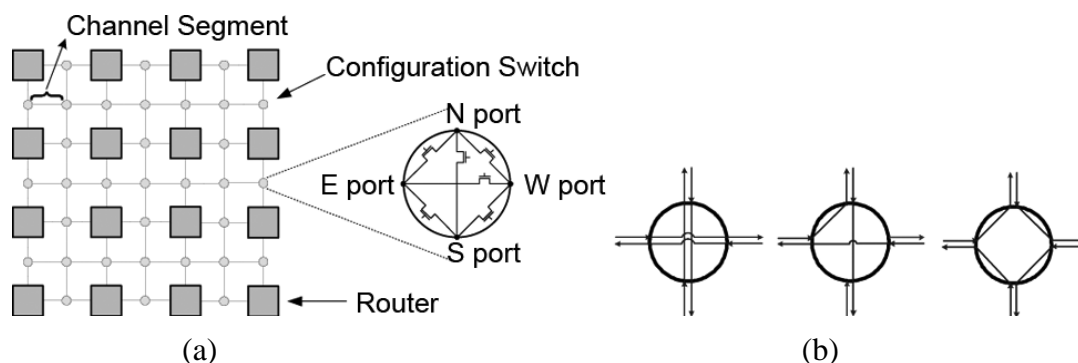 Channel Segment
Configuration Switch
N port
E port
W port
S port
Router
(a)
(b)